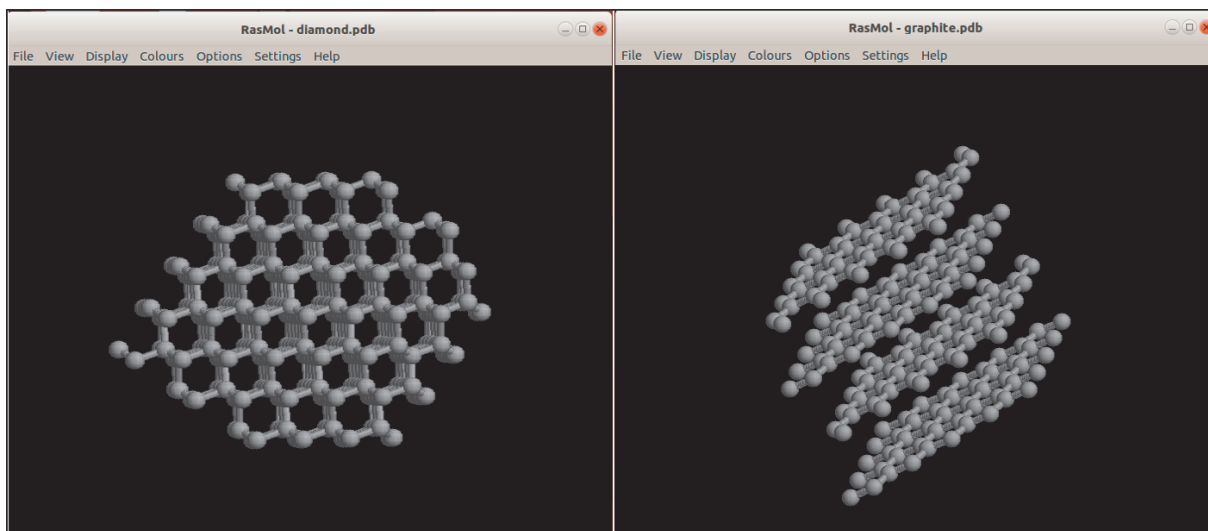 RasMol - diamond.pdb
File View Display Colours Options Settings Help
RasMol - graphite.pdb
File View Display Colours Options Settings Help